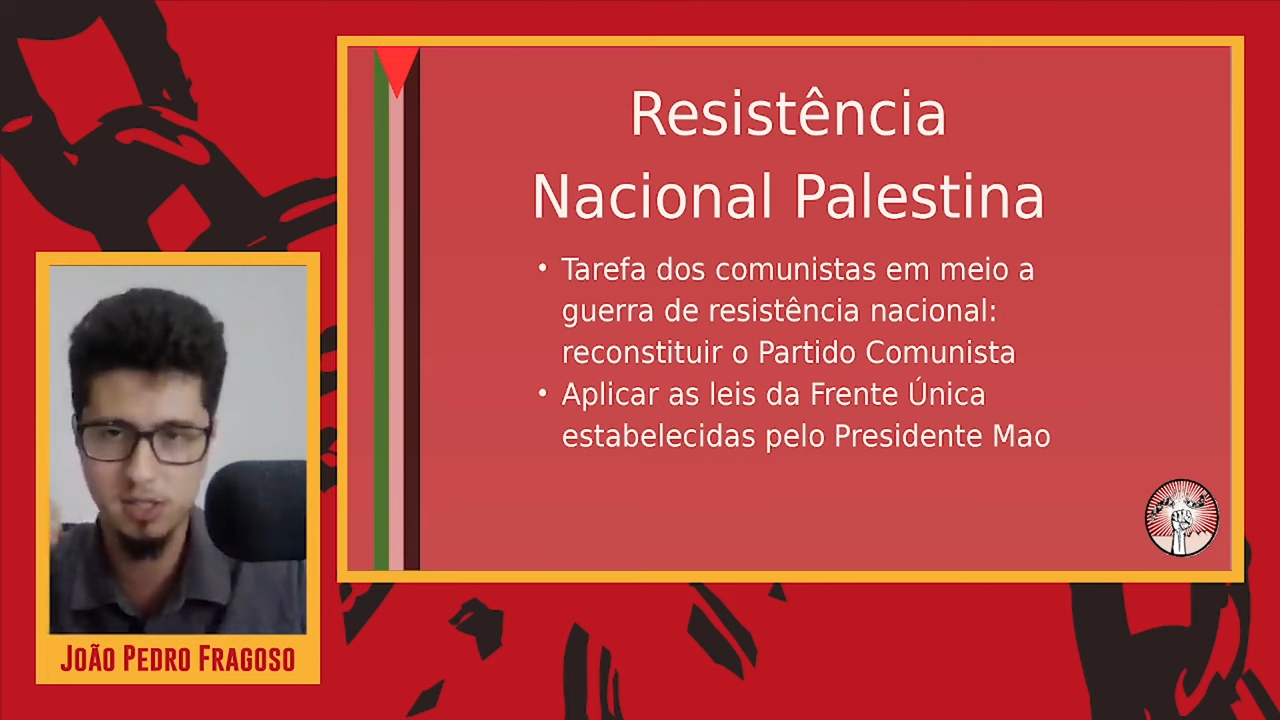 Resistência
Nacional Palestina
• Tarefa dos comunistas em meio a
guerra de resistência nacional:
reconstituir o Partido Comunista
• Aplicar as leis da Frente Única
estabelecidas pelo Presidente Mao
João Pedro Fragoso